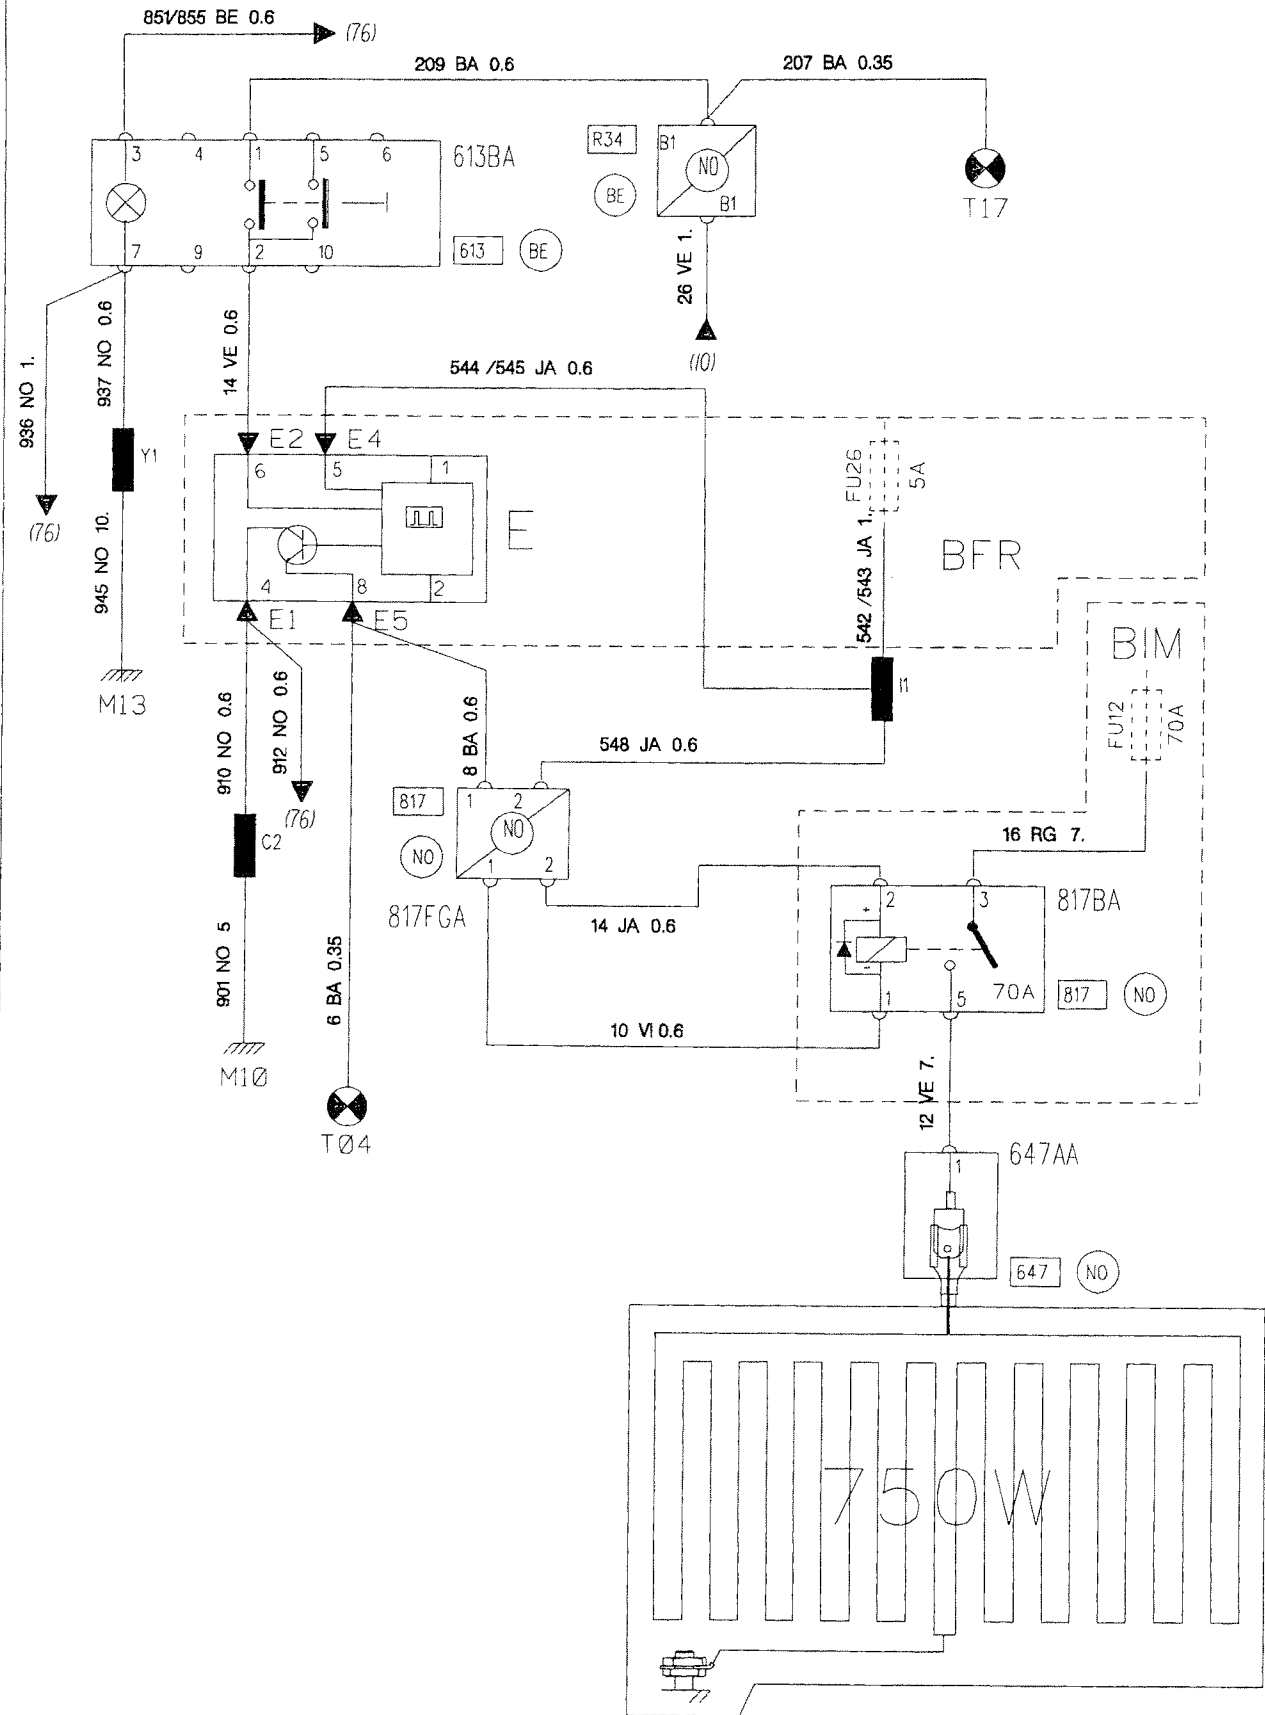 851/855 BE 0.6
(76)
209 BA 0.6
207 BA 0.35
3 4 1 5 6
613BA
R34
B1
NO
BE
B1
T17
7 9 2 10
613
BE
26 VE 1.
(10)
936 NO 1.
937 NO 0.6
14 VE 0.6
544 /545 JA 0.6
Y1
(76)
945 NO 10.
M13
E2
E4
6 5 1
E
4 8 2
E1
E5
FU26
5A
BFR
542 /543 JA 1.
I1
BIM
FU12
70A
910 NO 0.6
912 NO 0.6
(76)
C2
901 NO 5
M10
6 BA 0.35
T04
8 BA 0.6
548 JA 0.6
817
NO
1 2
NO
1 2
817FGA
14 JA 0.6
10 VI 0.6
16 RG 7.
2 3
817BA
+
-
1 5
70A
817
NO
12 VE 7.
647AA
1
647
NO
750W